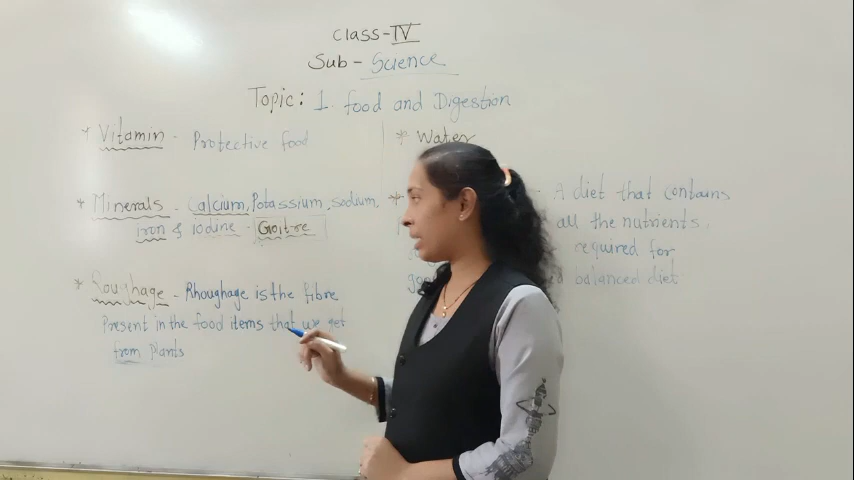 Class-IV
Sub- Science
Topic: 1. Food and Digestion
* Vitamin - Protective food
* Minerals - Calcium, Potassium, sodium,
iron & iodine. Goitre
* Roughage - Rhoughage is the fibre
Present in the food items that we get
from plants
* Water
* - A diet that contains
all the nutrients,
required for
balanced diet